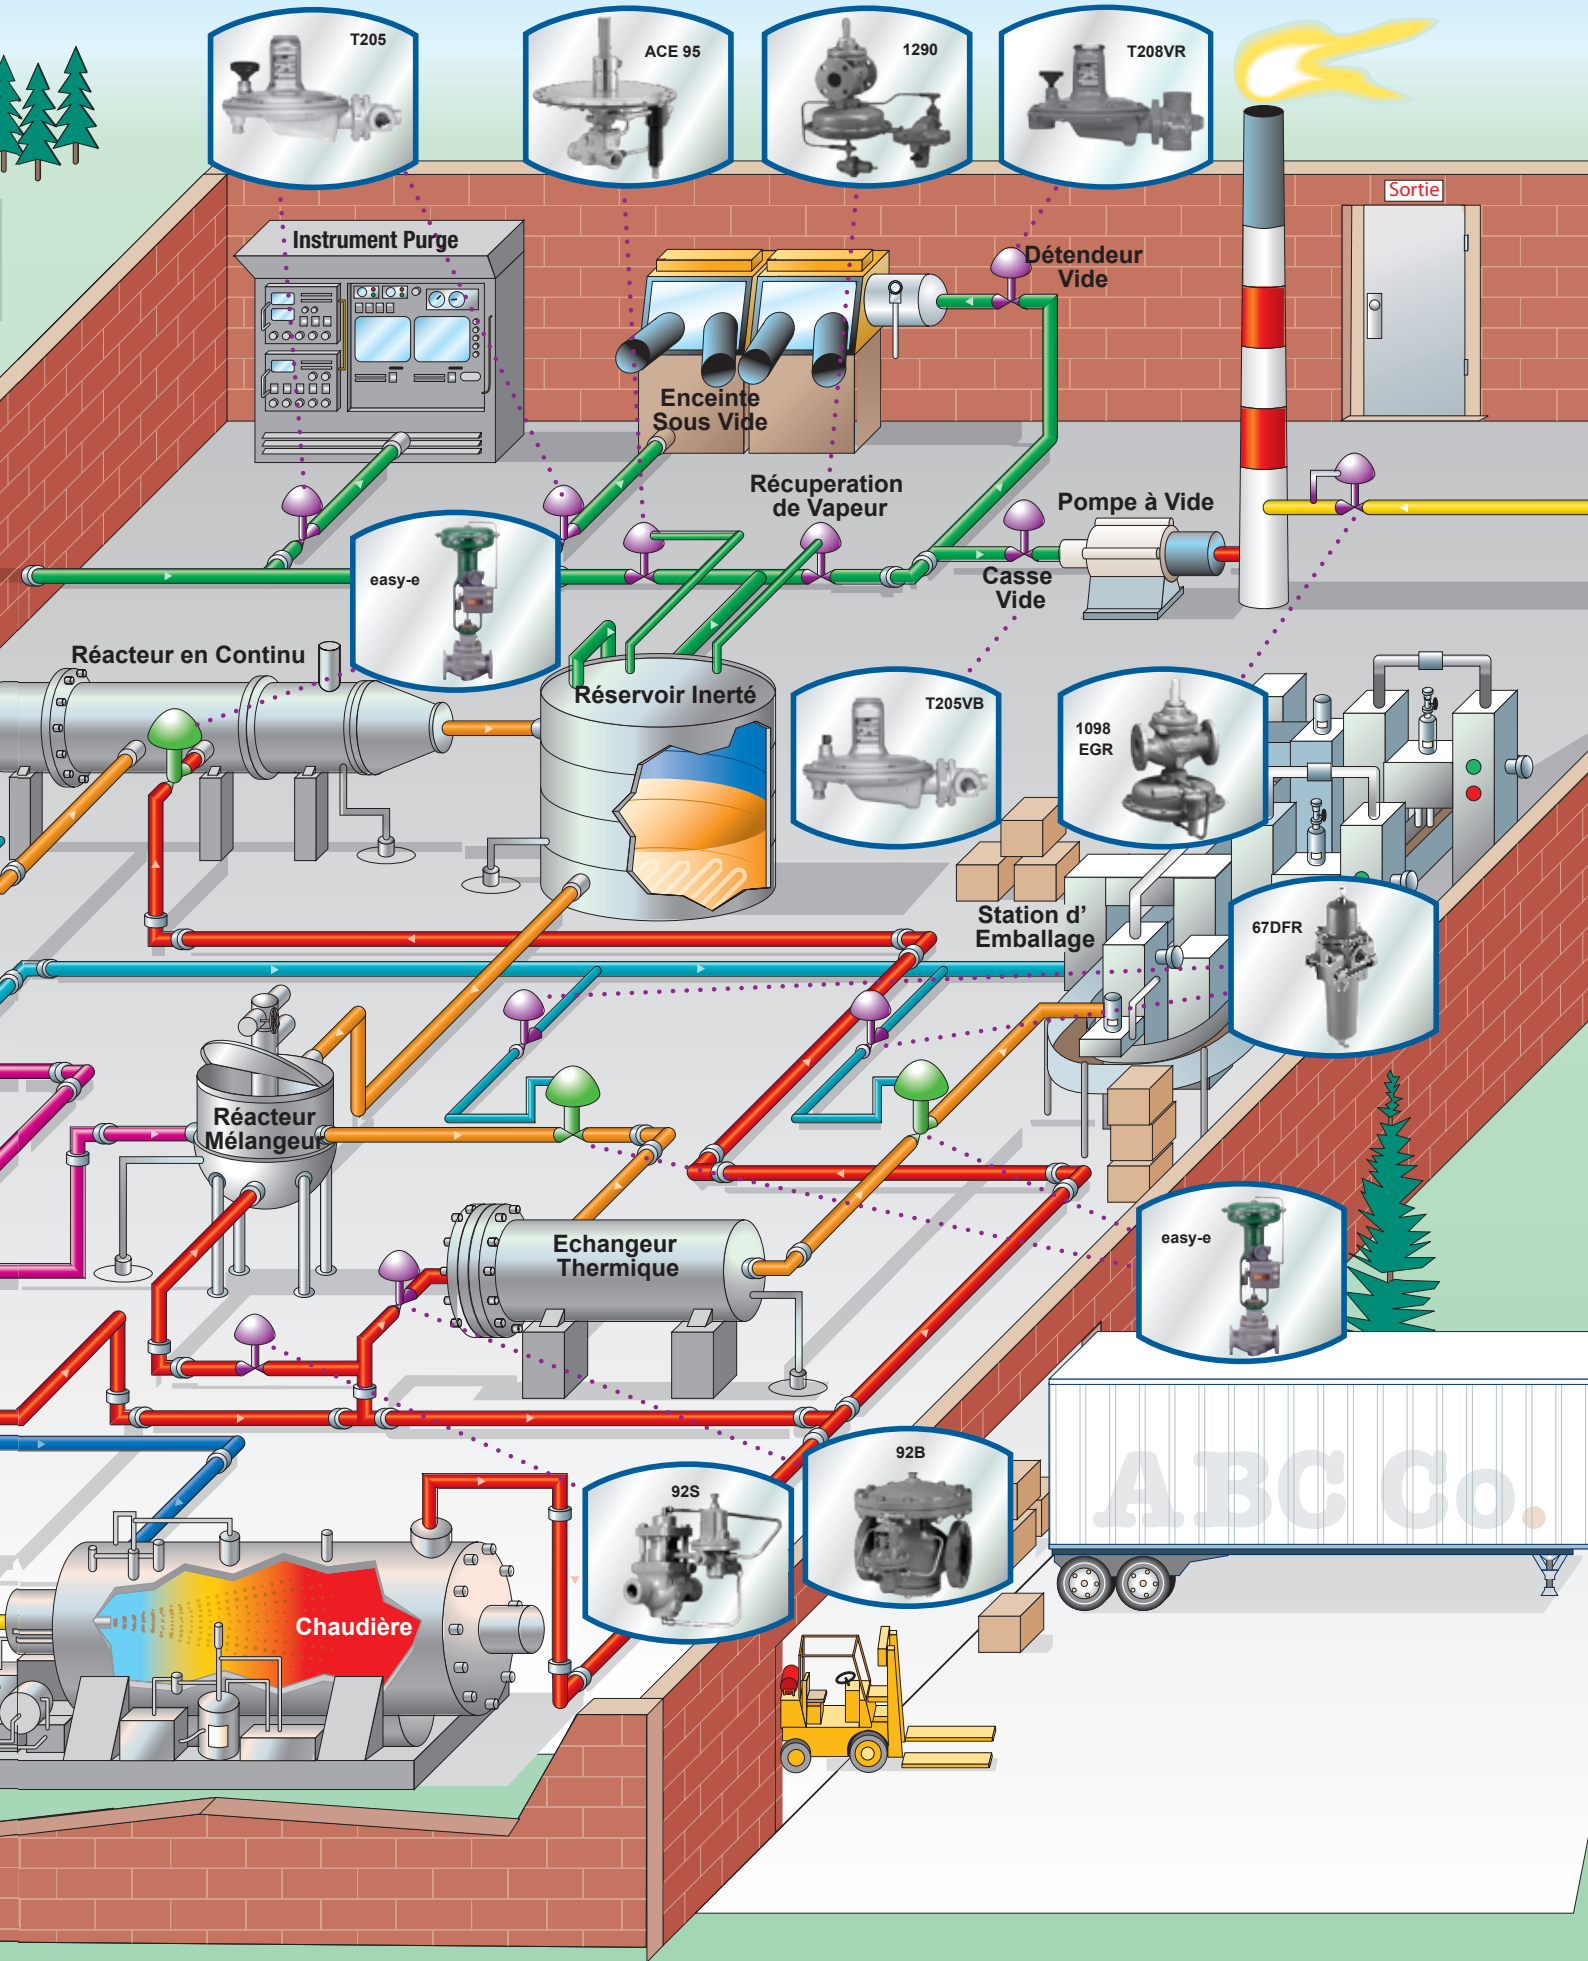 T205
ACE 95
1290
T208VR
Sortie
Instrument Purge
Détendeur
Vide
Enceinte
Sous Vide
Récuperation
de Vapeur
Pompe à Vide
easy-e
Casse
Vide
Réacteur en Continu
Réservoir Inerté
T205VB
1098
EGR
Station d’
Emballage
67DFR
Réacteur
Mélangeur
Echangeur
Thermique
easy-e
92B
92S
ABC Co.
Chaudière